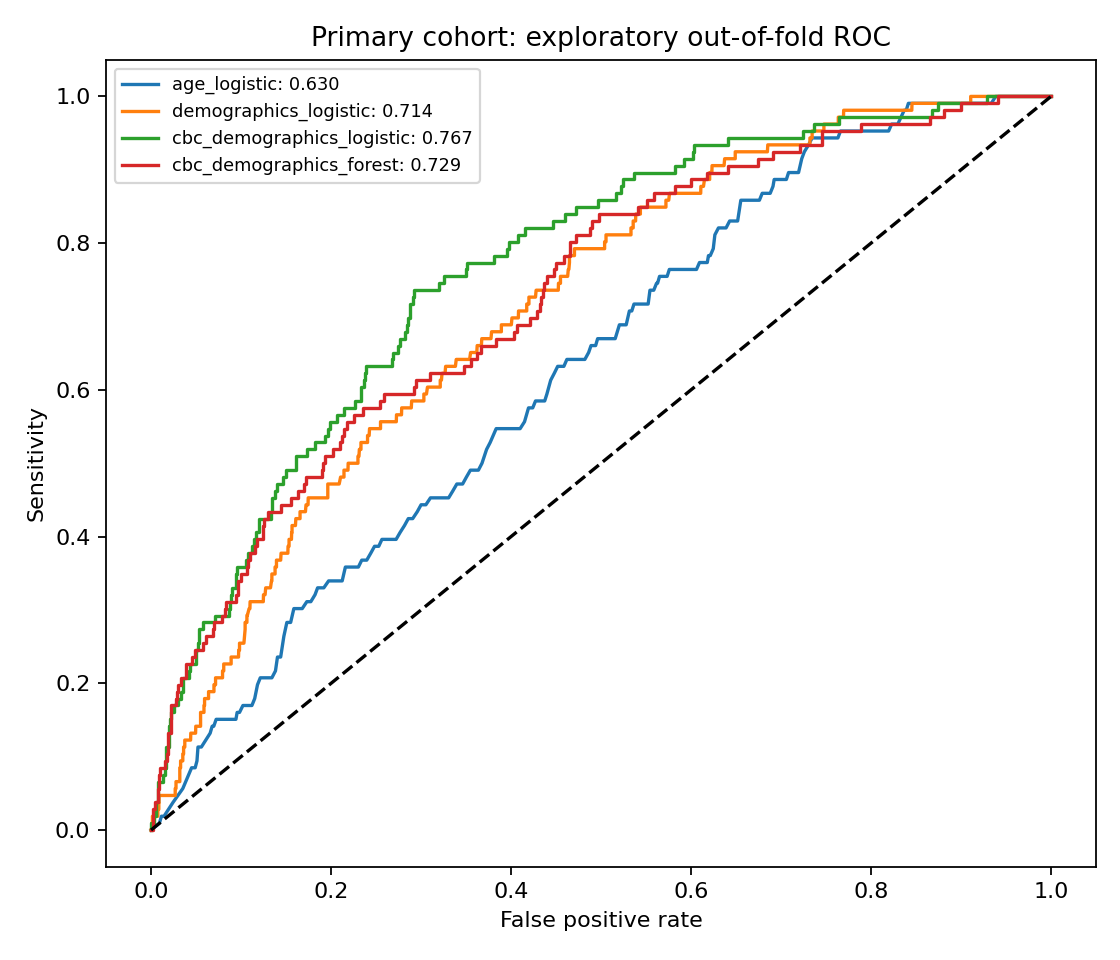 Primary cohort: exploratory out-of-fold ROC
age_logistic: 0.630
demographics_logistic: 0.714
cbc_demographics_logistic: 0.767
cbc_demographics_forest: 0.729
1.0
0.8
0.6
0.4
0.2
0.0
Sensitivity
0.0 0.2 0.4 0.6 0.8 1.0
False positive rate